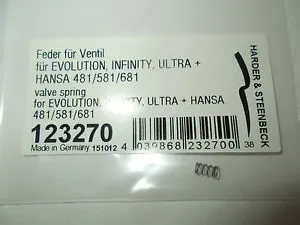 Feder für Ventil
für EVOLUTION, INFINITY, ULTRA +
HANSA 481/581/681
valve spring
for EVOLUTION, INFINITY, ULTRA + HANSA
481/581/681
123270
Made in Germany 151012
4 039868 232700
38
HARDER & STEENBECK